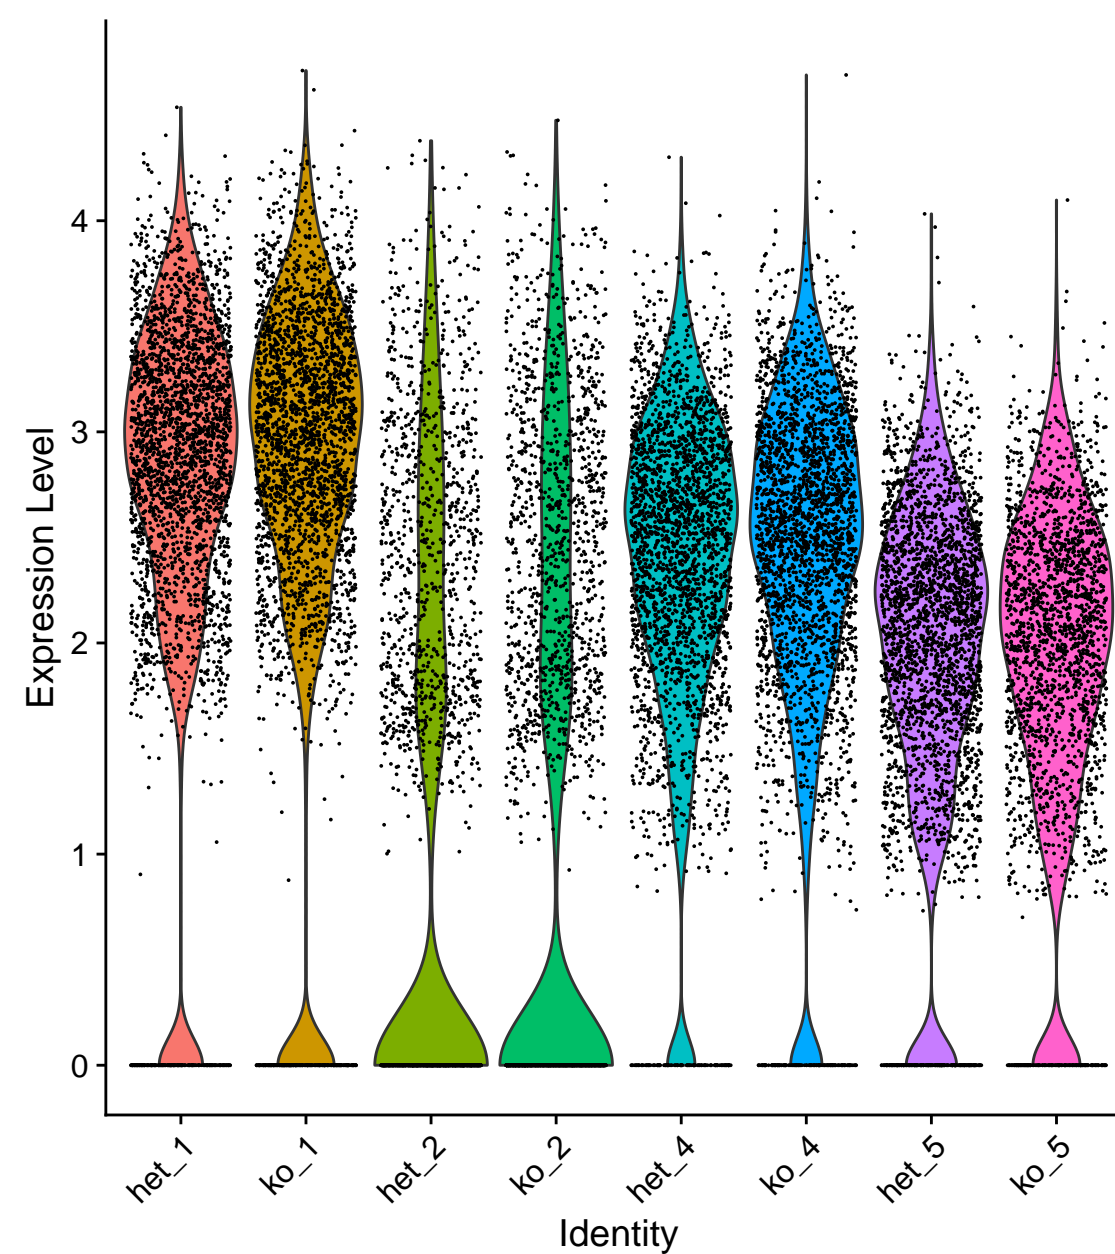 Expression Level
4
3
2
1
0
het_1
ko_1
het_2
ko_2
het_4
ko_4
het_5
ko_5
Identity